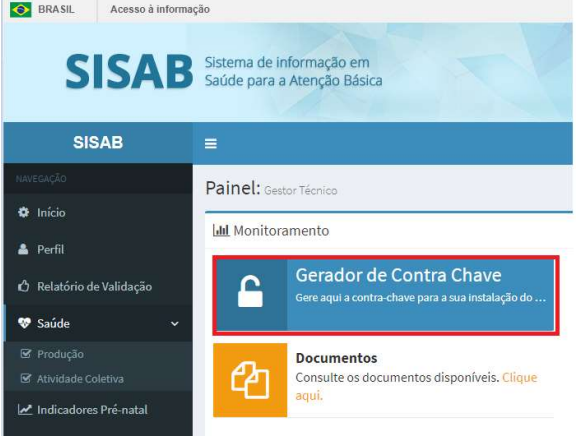 BRASIL Acesso à informação
SISAB
Sistema de informação em
Saúde para a Atenção Básica
SISAB
NAVEGAÇÃO
Início
Perfil
Relatório de Validação
Saúde
Produção
Atividade Coletiva
Indicadores Pré-natal
Painel: Gestor Técnico
Monitoramento
Gerador de Contra Chave
Gere aqui a contra-chave para a sua instalação do ...
Documentos
Consulte os documentos disponíveis. Clique
aqui.